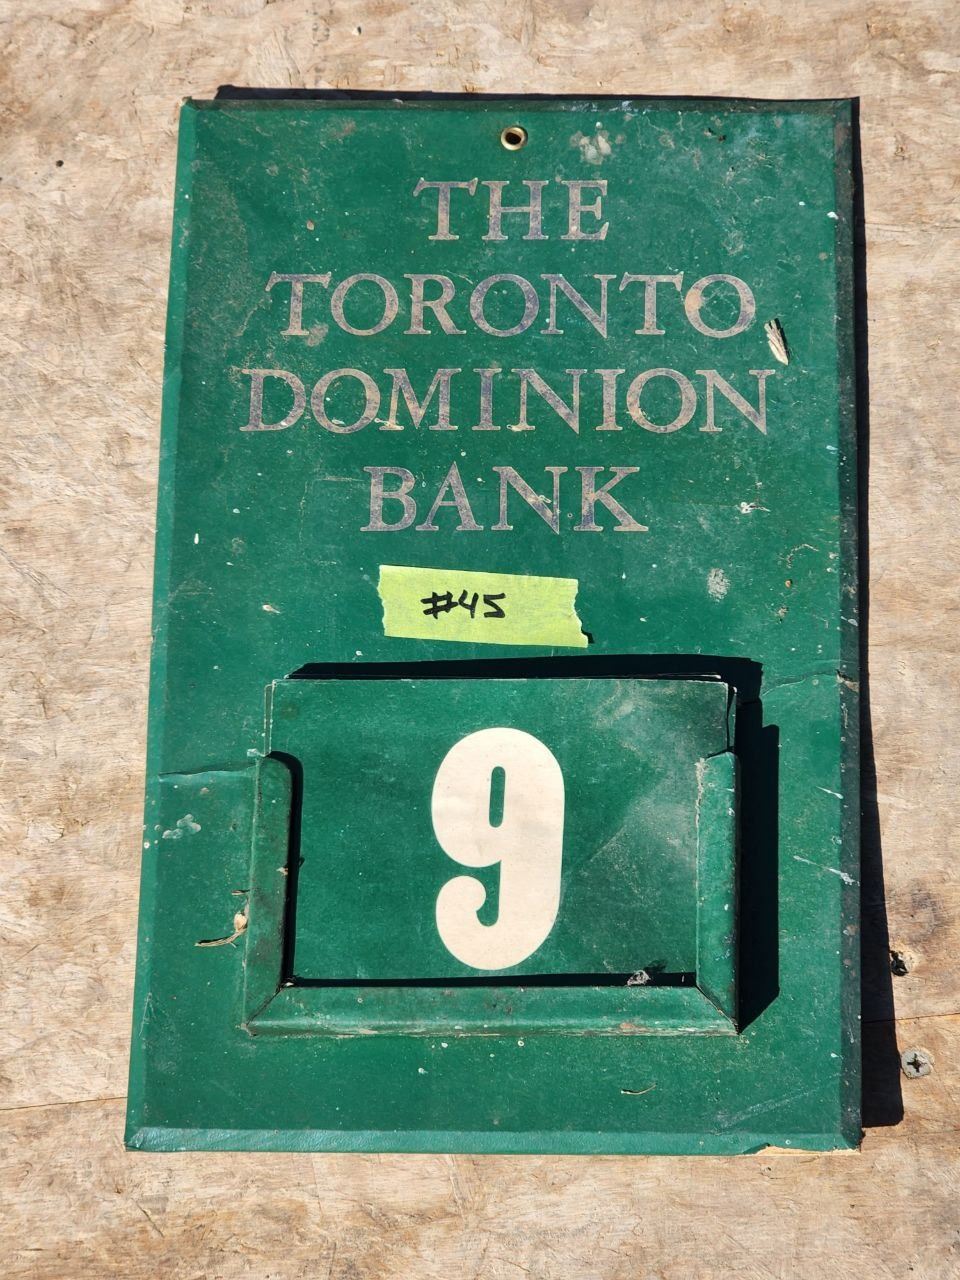 THE
TORONTO
DOMINION
BANK
#45
9